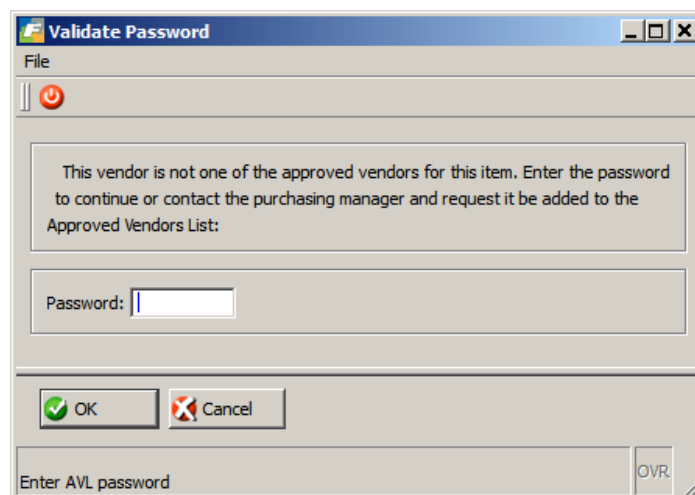 Validate Password
File
This vendor is not one of the approved vendors for this item. Enter the password
to continue or contact the purchasing manager and request it be added to the
Approved Vendors List:
Password:
OK
Cancel
Enter AVL password
OVR